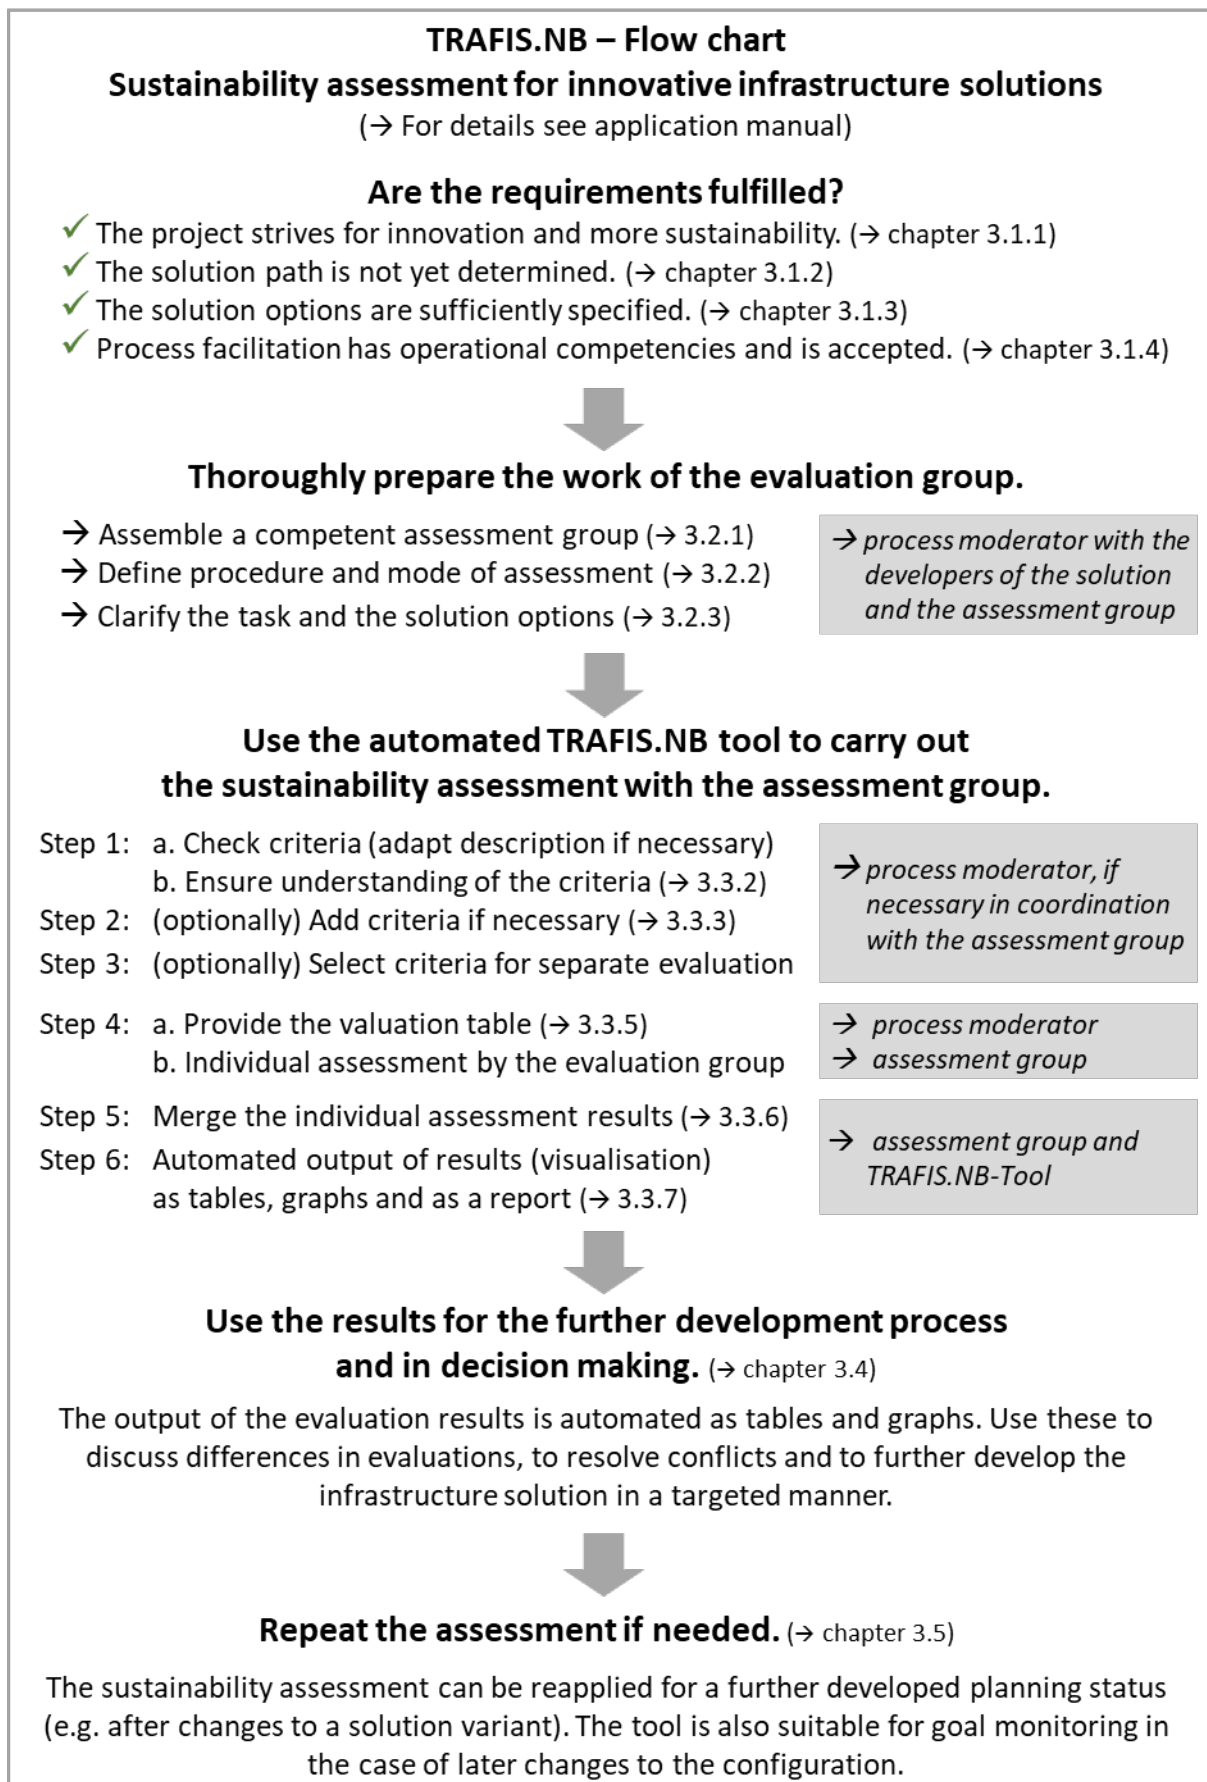 TRAFIS.NB – Flow chart
Sustainability assessment for innovative infrastructure solutions
(→ For details see application manual)
Are the requirements fulfilled?
✓ The project strives for innovation and more sustainability. (→ chapter 3.1.1)
✓ The solution path is not yet determined. (→ chapter 3.1.2)
✓ The solution options are sufficiently specified. (→ chapter 3.1.3)
✓ Process facilitation has operational competencies and is accepted. (→ chapter 3.1.4)
Thoroughly prepare the work of the evaluation group.
→ Assemble a competent assessment group (→ 3.2.1)
→ Define procedure and mode of assessment (→ 3.2.2)
→ Clarify the task and the solution options (→ 3.2.3)
→ process moderator with the
developers of the solution
and the assessment group
Use the automated TRAFIS.NB tool to carry out
the sustainability assessment with the assessment group.
Step 1: a. Check criteria (adapt description if necessary)
b. Ensure understanding of the criteria (→ 3.3.2)
Step 2: (optionally) Add criteria if necessary (→ 3.3.3)
Step 3: (optionally) Select criteria for separate evaluation
→ process moderator, if
necessary in coordination
with the assessment group
Step 4: a. Provide the valuation table (→ 3.3.5)
b. Individual assessment by the evaluation group
→ process moderator
→ assessment group
Step 5: Merge the individual assessment results (→ 3.3.6)
Step 6: Automated output of results (visualisation)
as tables, graphs and as a report (→ 3.3.7)
→ assessment group and
TRAFIS.NB-Tool
Use the results for the further development process
and in decision making. (→ chapter 3.4)
The output of the evaluation results is automated as tables and graphs. Use these to
discuss differences in evaluations, to resolve conflicts and to further develop the
infrastructure solution in a targeted manner.
Repeat the assessment if needed. (→ chapter 3.5)
The sustainability assessment can be reapplied for a further developed planning status
(e.g. after changes to a solution variant). The tool is also suitable for goal monitoring in
the case of later changes to the configuration.